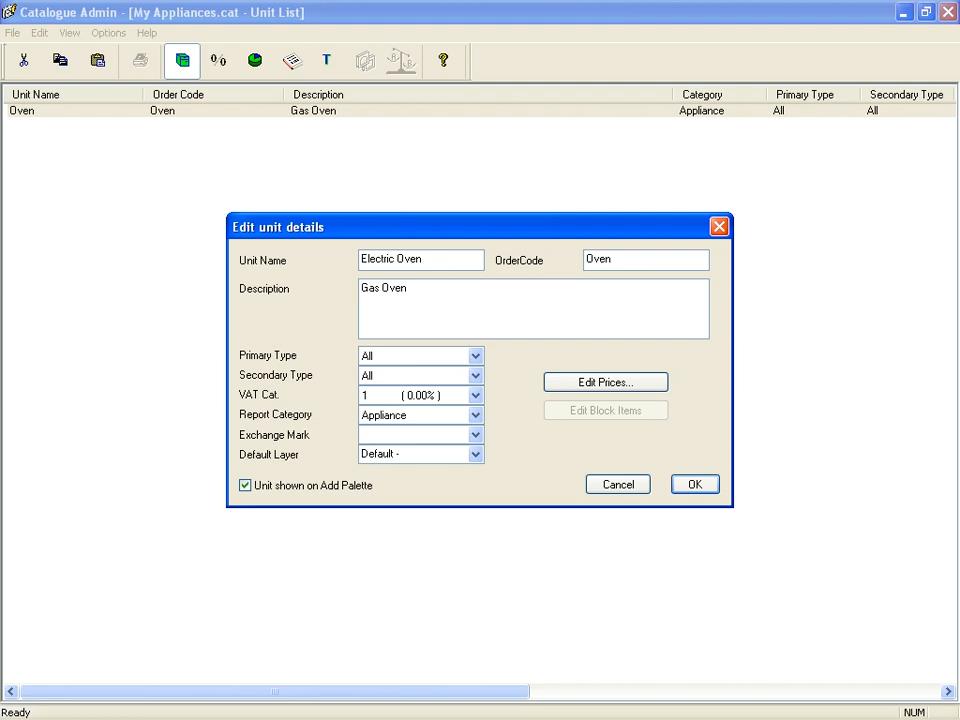 Catalogue Admin - [My Appliances.cat - Unit List]
File Edit View Options Help
% T ?
Unit Name Order Code Description Category Primary Type Secondary Type
Oven Oven Gas Oven Appliance All All
Edit unit details
Unit Name Electric Oven OrderCode Oven
Description Gas Oven
Primary Type All
Secondary Type All Edit Prices...
VAT Cat. 1 ( 0.00% )
Report Category Appliance Edit Block Items
Exchange Mark
Default Layer Default -
Unit shown on Add Palette Cancel OK
Ready NUM